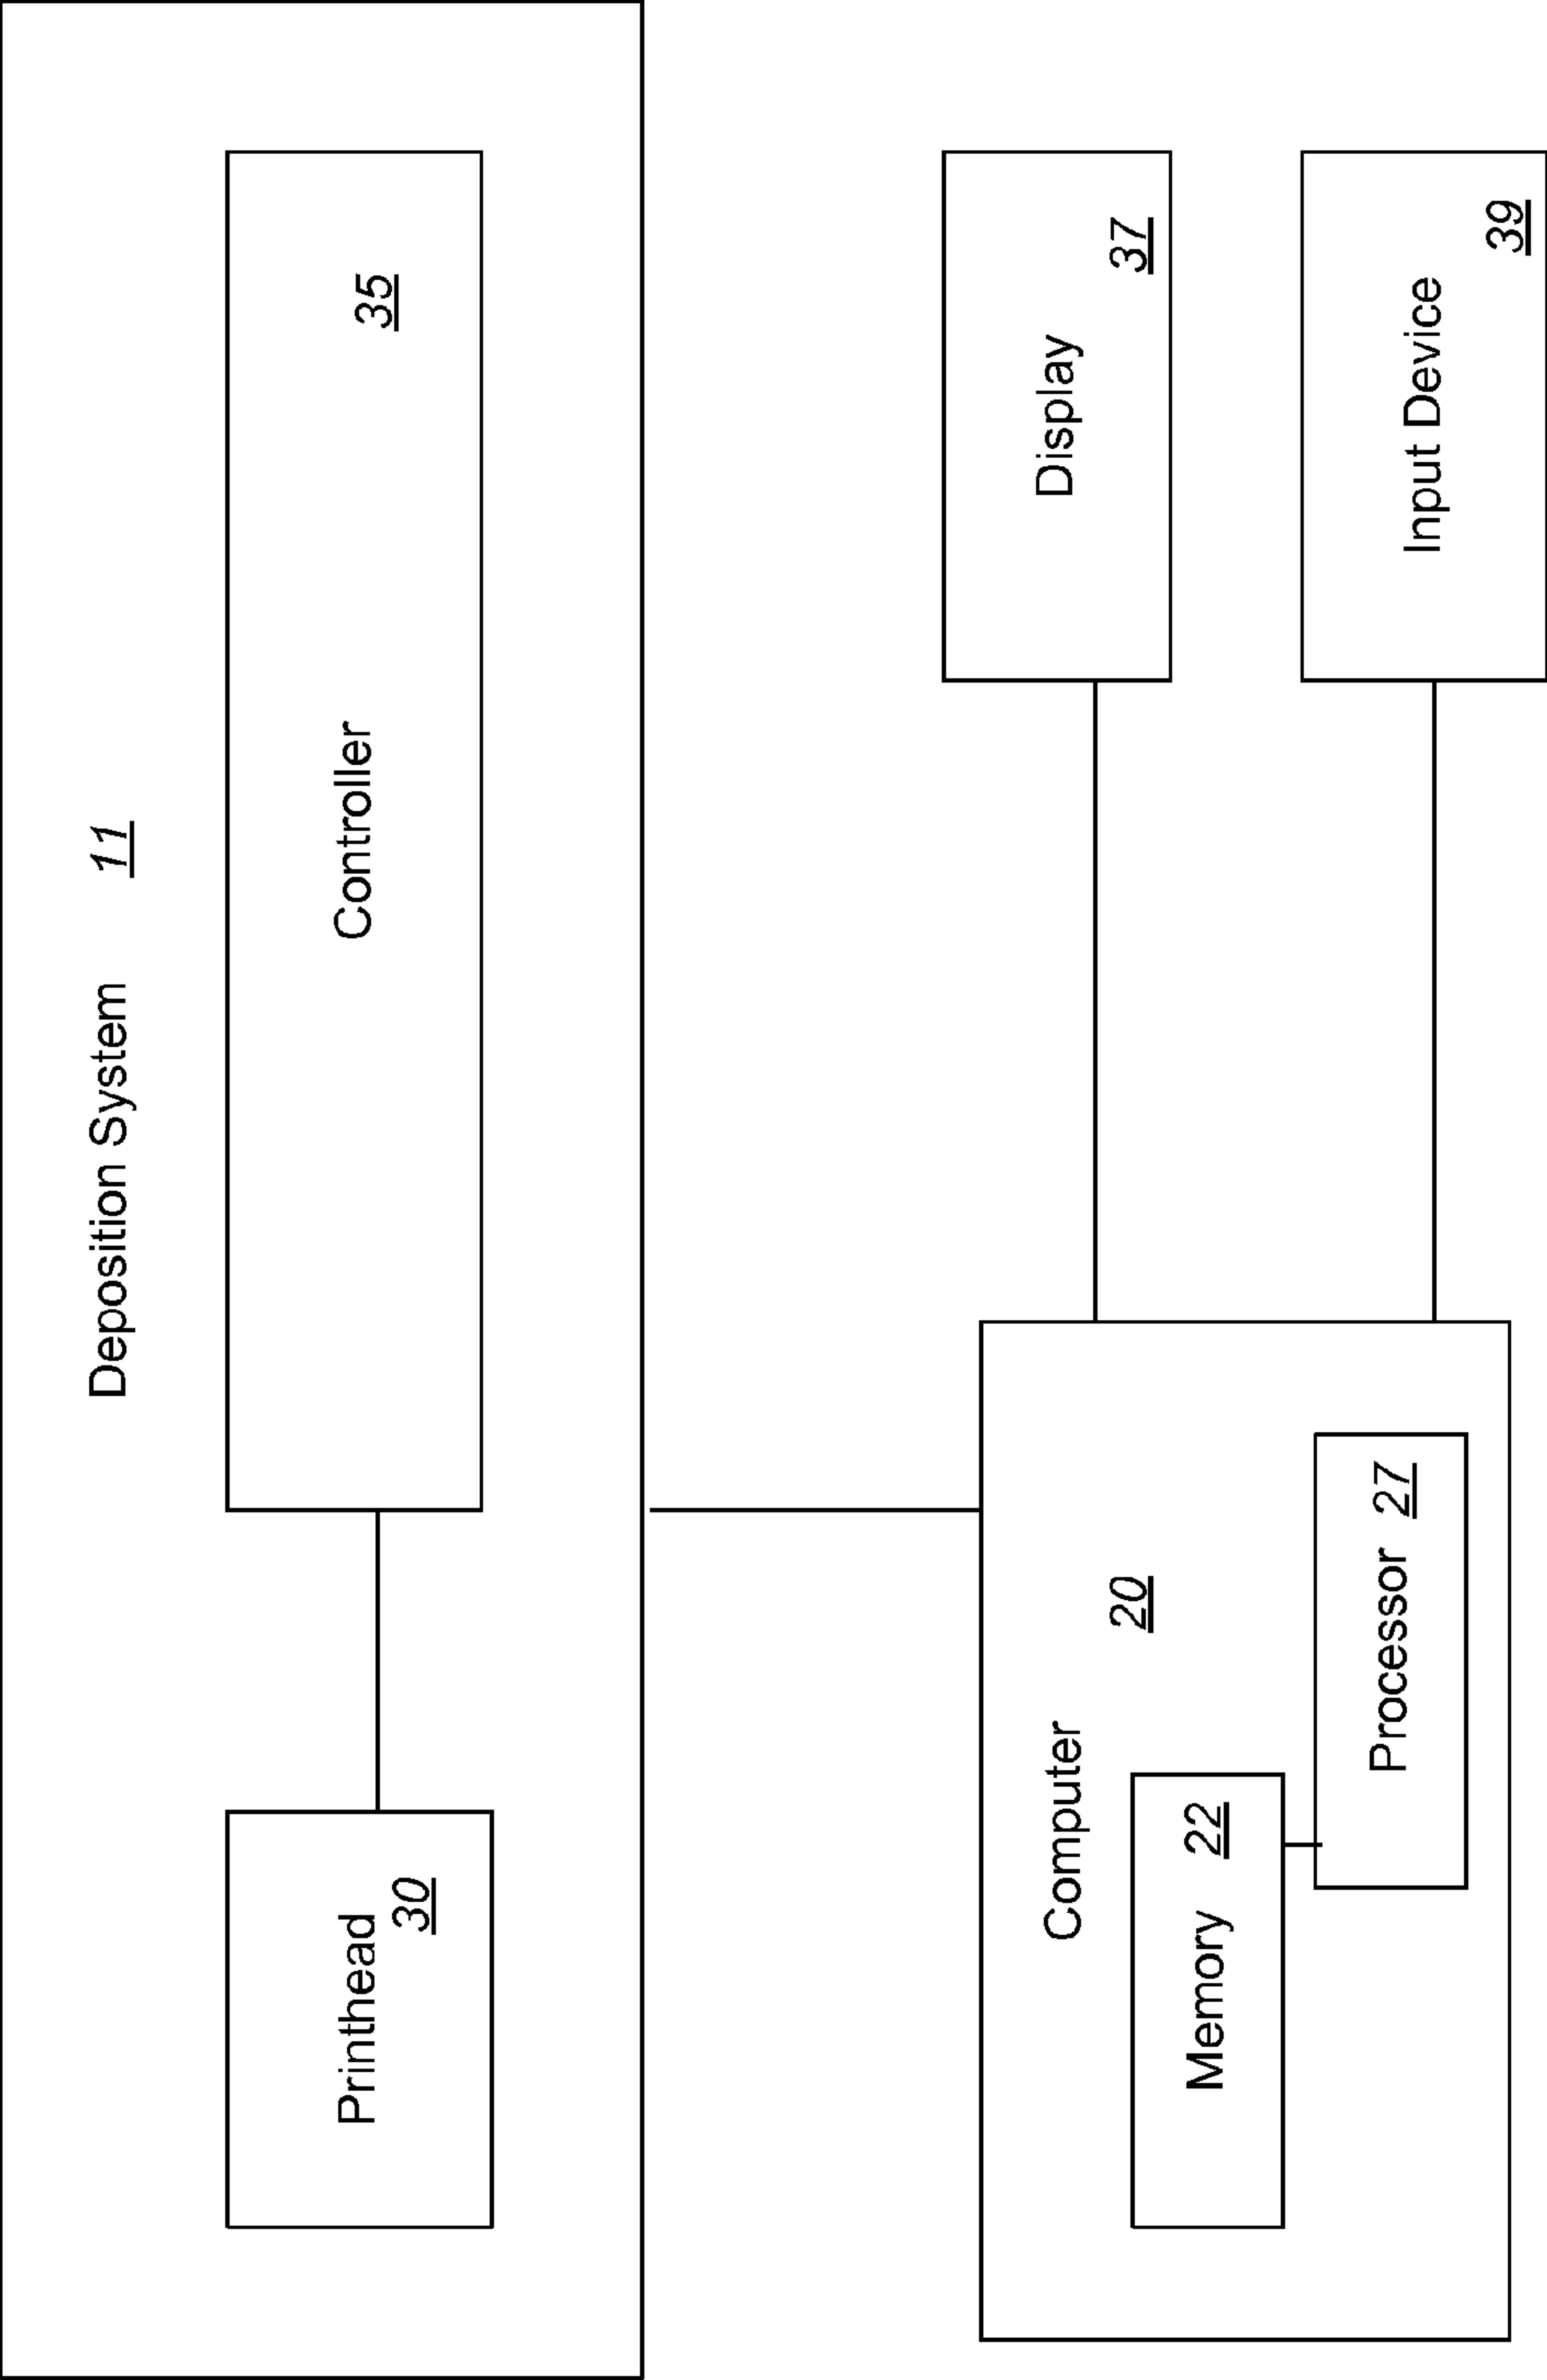 Deposition System 11
Printhead 30
Controller 35
Computer 20
Memory 22
Processor 27
Display 37
Input Device 39